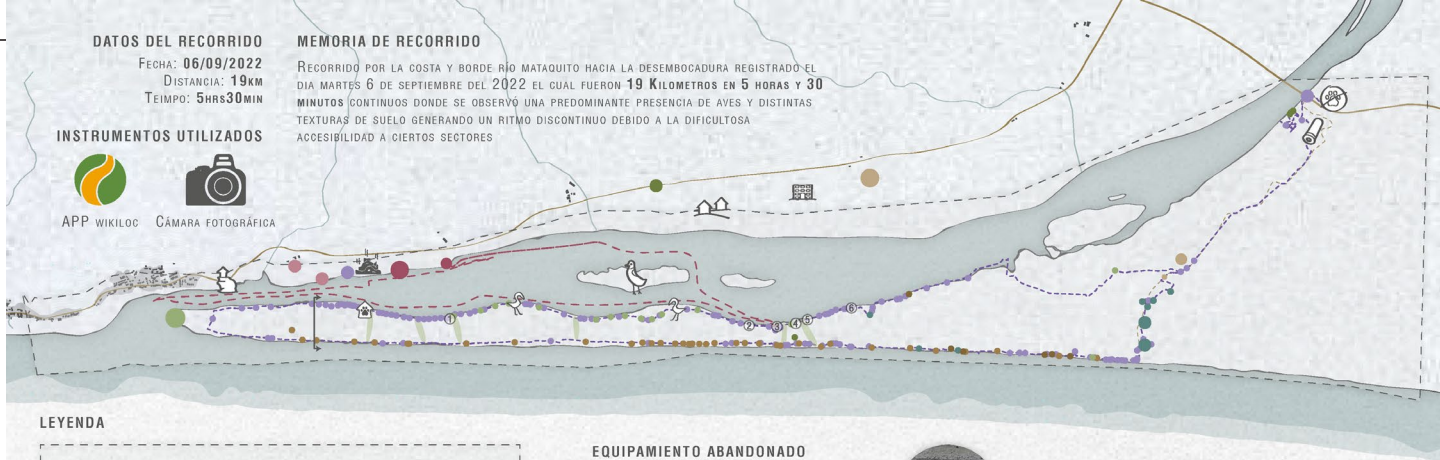 DATOS DEL RECORRIDO
FECHA: 06/09/2022
DISTANCIA: 19KM
TEIMPO: 5HRS30MIN
INSTRUMENTOS UTILIZADOS
APP WIKILOC
CÁMARA FOTOGRÁFICA
MEMORIA DE RECORRIDO
RECORRIDO POR LA COSTA Y BORDE RÍO MATAQUITO HACIA LA DESEMBOCADURA REGISTRADO EL
DIA MARTES 6 DE SEPTIEMBRE DEL 2022 EL CUAL FUERON 19 KILOMETROS EN 5 HORAS Y 30
MINUTOS CONTINUOS DONDE SE OBSERVÓ UNA PREDOMINANTE PRESENCIA DE AVES Y DISTINTAS
TEXTURAS DE SUELO GENERANDO UN RITMO DISCONTINUO DEBIDO A LA DIFICULTOSA
ACCESIBILIDAD A CIERTOS SECTORES
1
2
3
4
5
6
LEYENDA
EQUIPAMIENTO ABANDONADO